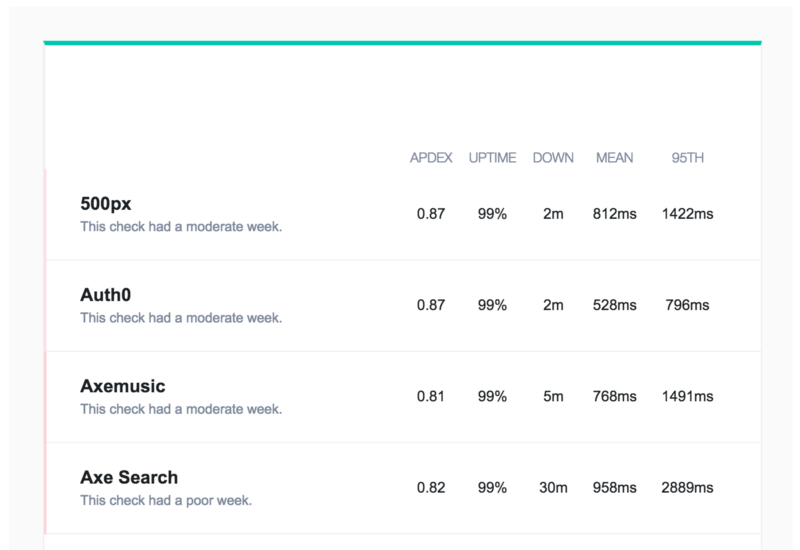 APDEX UPTIME DOWN MEAN 95TH
500px
This check had a moderate week.
0.87 99% 2m 812ms 1422ms
Auth0
This check had a moderate week.
0.87 99% 2m 528ms 796ms
Axemusic
This check had a moderate week.
0.81 99% 5m 768ms 1491ms
Axe Search
This check had a poor week.
0.82 99% 30m 958ms 2889ms